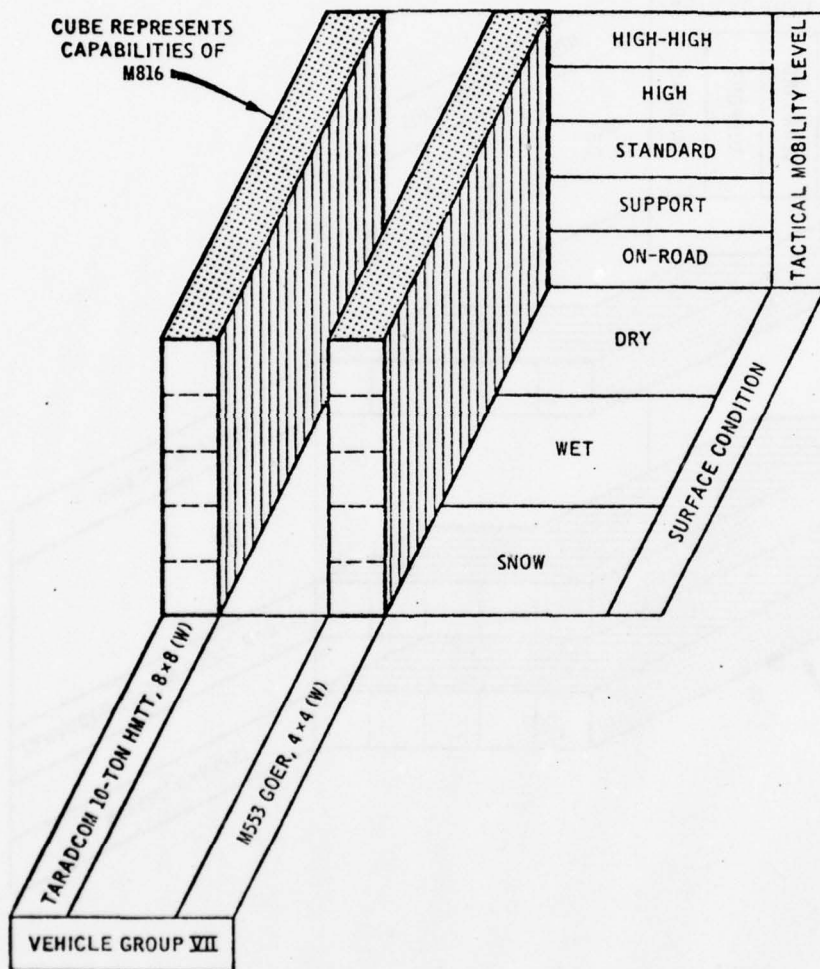 CUBE REPRESENTS
CAPABILITIES OF
M816
HIGH-HIGH
HIGH
STANDARD
SUPPORT
ON-ROAD
TACTICAL MOBILITY LEVEL
DRY
WET
SNOW
SURFACE CONDITION
TARADCOM 10-TON HMTT, 8×8 (W)
M553 GOER, 4×4 (W)
VEHICLE GROUP VII